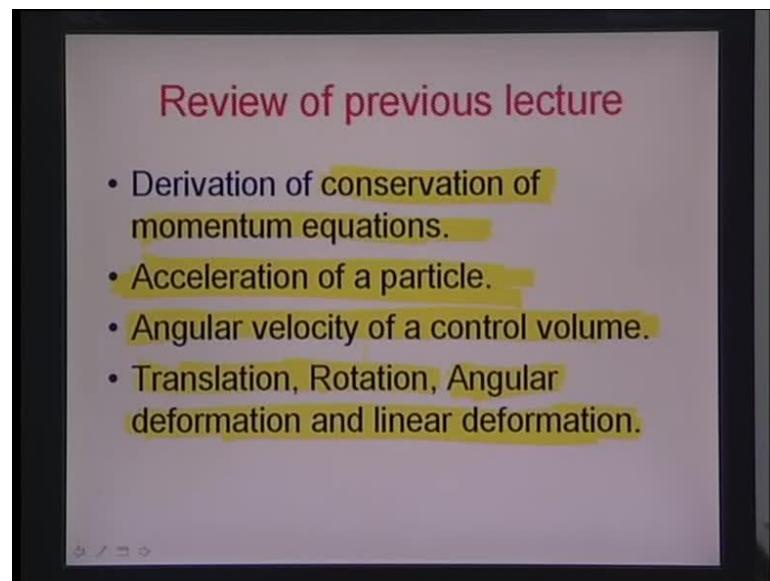 Review of previous lecture
• Derivation of conservation of
momentum equations.
• Acceleration of a particle.
• Angular velocity of a control volume.
• Translation, Rotation, Angular
deformation and linear deformation.